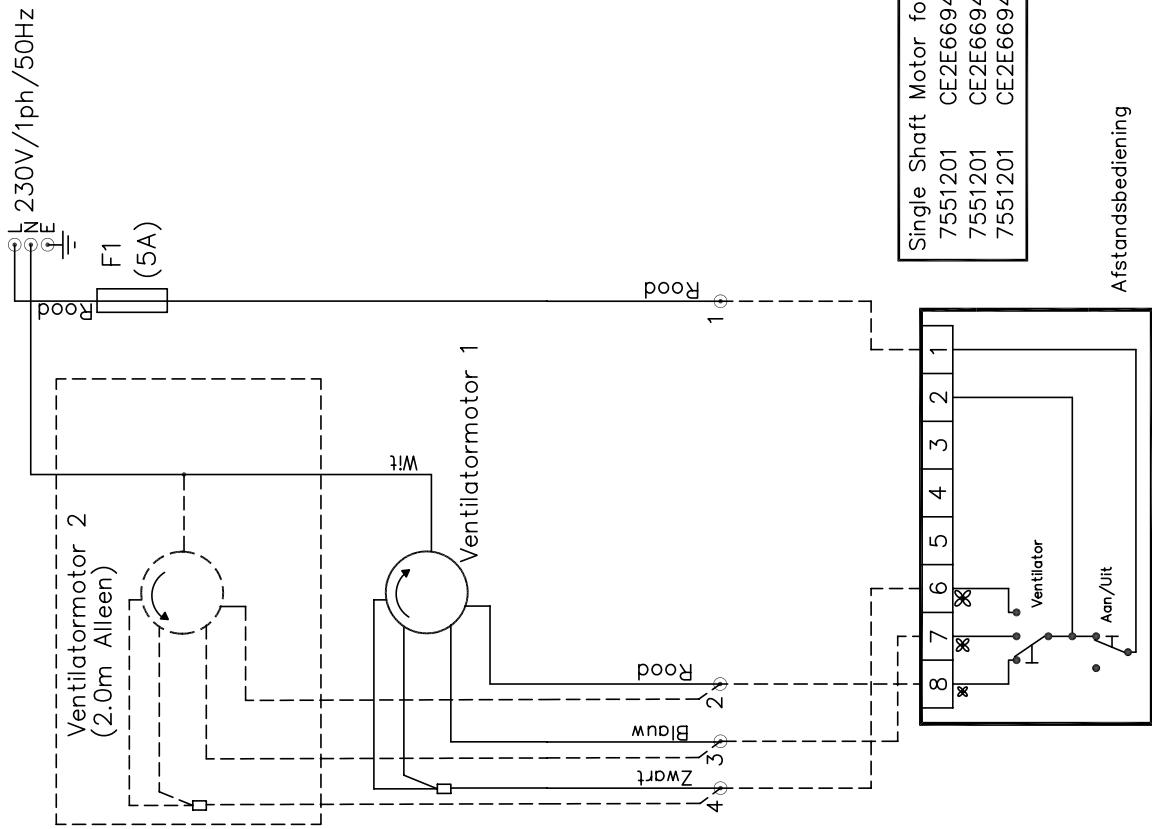 L
N 230V/1ph/50Hz
E
F1
(5A)
Rood
Rood
1
Wit
Ventilatormotor 2
(2.0m Alleen)
Ventilatormotor 1
Rood
2
Blauw
3
Zwart
4
Single Shaft Motor fo
7551201 CE2E6694
7551201 CE2E6694
7551201 CE2E6694
Afstandsbediening
1
2
3
4
5
6
7
8
Ventilator
Aan/Uit